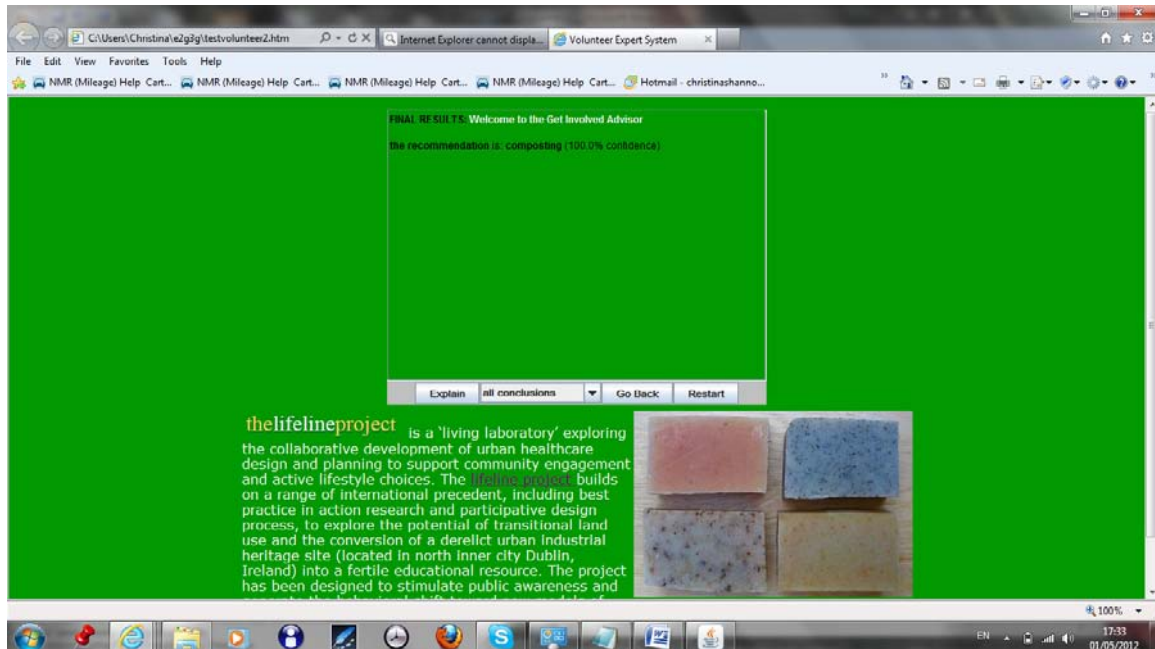 C:\Users\Christina\e2g3g\testvolunteer2.htm
Internet Explorer cannot displa...
Volunteer Expert System
File Edit View Favorites Tools Help
NMR (Mileage) Help Cart... NMR (Mileage) Help Cart... NMR (Mileage) Help Cart... NMR (Mileage) Help Cart... Hotmail - christinashanno...
FINAL RESULTS: Welcome to the Get Involved Advisor
the recommendation is: composting (100.0% confidence)
Explain all conclusions Go Back Restart
thelifelineproject is a ‘living laboratory’ exploring
the collaborative development of urban healthcare
design and planning to support community engagement
and active lifestyle choices. The lifeline project builds
on a range of international precedent, including best
practice in action research and participative design
process, to explore the potential of transitional land
use and the conversion of a derelict urban industrial
heritage site (located in north inner city Dublin,
Ireland) into a fertile educational resource. The project
has been designed to stimulate public awareness and
100%
EN 17:33
01/05/2012